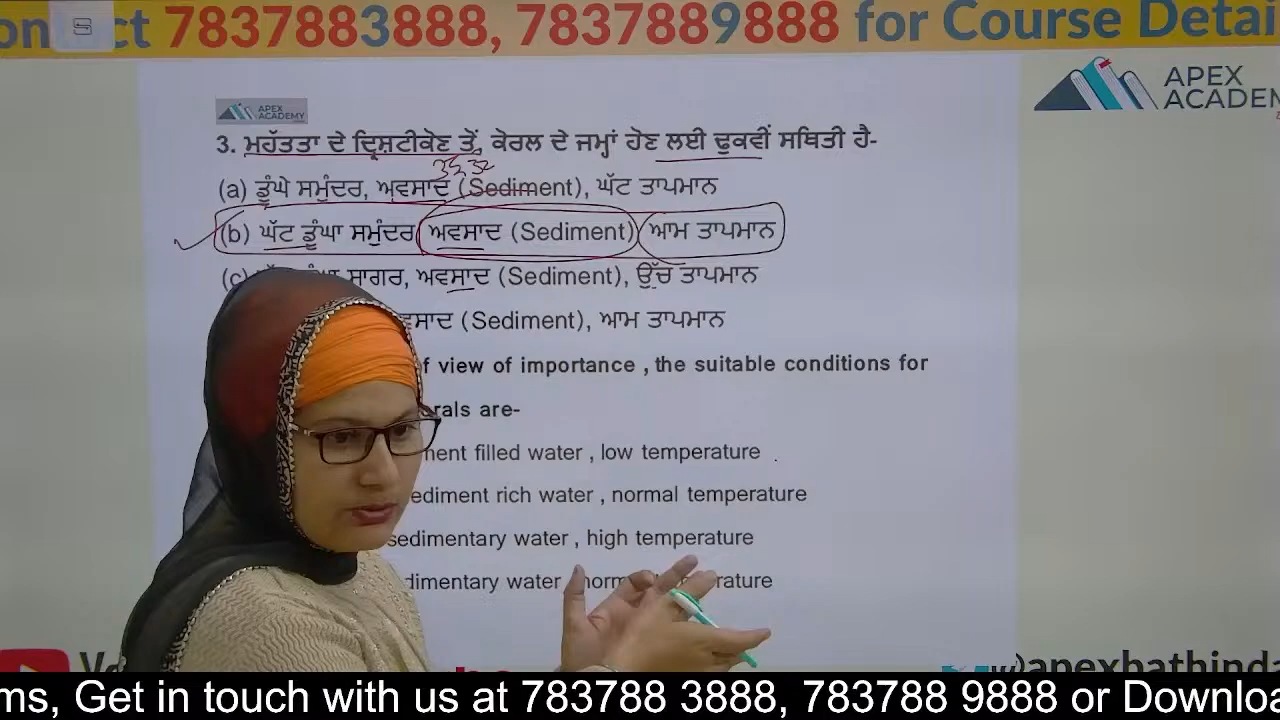 ct 7837883888, 7837889888 for Course Detai
APEX
ACADEM
APEX
ACADEMY
3. ਮਹੱਤਤਾ ਦੇ ਦ੍ਰਿਸ਼ਟੀਕੋਣ ਤੋਂ, ਕੇਰਲ ਦੇ ਜਮ੍ਹਾਂ ਹੋਣ ਲਈ ਢੁਕਵੀਂ ਸਥਿਤੀ ਹੈ-
(a) ਡੂੰਘੇ ਸਮੁੰਦਰ, ਅਵਸਾਦ (Sediment), ਘੱਟ ਤਾਪਮਾਨ
(b) ਘੱਟ ਡੂੰਘਾ ਸਮੁੰਦਰ ਅਵਸਾਦ (Sediment) ਆਮ ਤਾਪਮਾਨ
(c) ਸਾਗਰ, ਅਵਸਾਦ (Sediment), ਉੱਚ ਤਾਪਮਾਨ
ਵਸਾਦ (Sediment), ਆਮ ਤਾਪਮਾਨ
f view of importance , the suitable conditions for
rals are-
ment filled water , low temperature
ediment rich water , normal temperature
sedimentary water , high temperature
dimentary water norm rature
@apexbathinda
ms, Get in touch with us at 783788 3888, 783788 9888 or Downloa